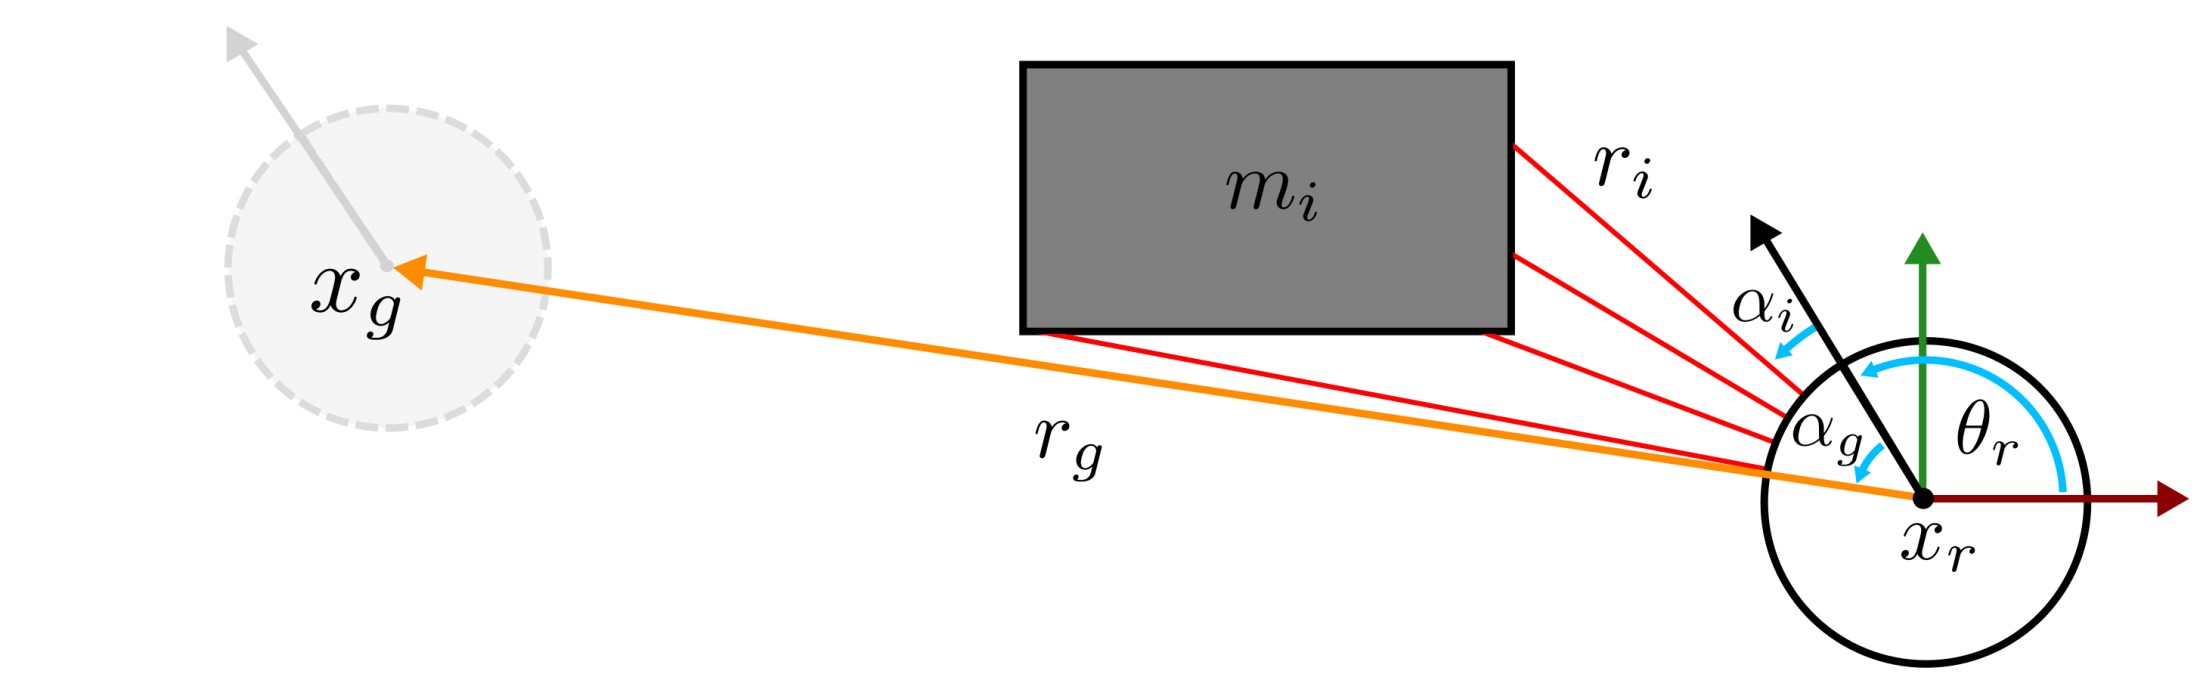 x_g
m_i
r_i
r_g
α_i
α_g
θ_r
x_r